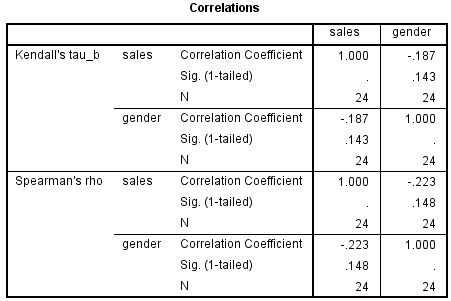 Correlations
sales gender
Kendall's tau_b sales Correlation Coefficient 1.000 -.187
Sig. (1-tailed) . .143
N 24 24
gender Correlation Coefficient -.187 1.000
Sig. (1-tailed) .143 .
N 24 24
Spearman's rho sales Correlation Coefficient 1.000 -.223
Sig. (1-tailed) . .148
N 24 24
gender Correlation Coefficient -.223 1.000
Sig. (1-tailed) .148 .
N 24 24